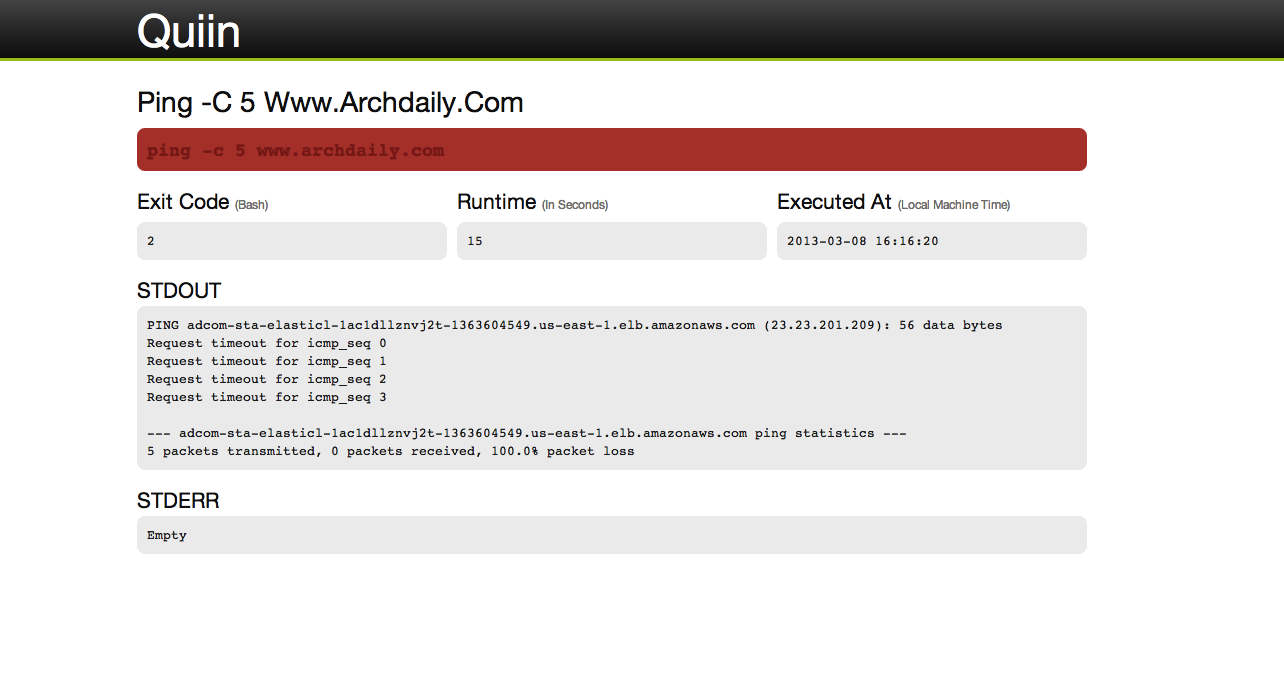 Quiin
Ping -C 5 Www.Archdaily.Com
ping -c 5 www.archdaily.com
Exit Code (Bash)
Runtime (In Seconds)
Executed At (Local Machine Time)
2
15
2013-03-08 16:16:20
STDOUT
PING adcom-sta-elasticl-1ac1dllznvj2t-1363604549.us-east-1.elb.amazonaws.com (23.23.201.209): 56 data bytes
Request timeout for icmp_seq 0
Request timeout for icmp_seq 1
Request timeout for icmp_seq 2
Request timeout for icmp_seq 3
--- adcom-sta-elasticl-1ac1dllznvj2t-1363604549.us-east-1.elb.amazonaws.com ping statistics ---
5 packets transmitted, 0 packets received, 100.0% packet loss
STDERR
Empty